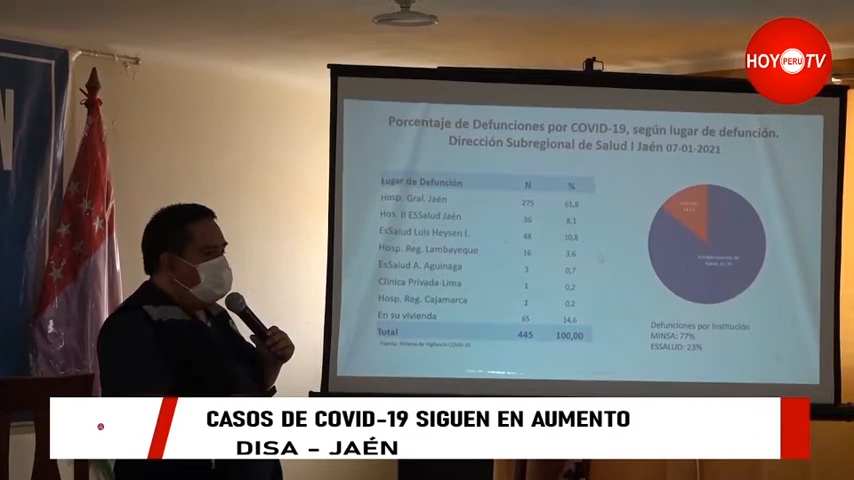 HOY PERU TV
Porcentaje de Defunciones por COVID-19, según lugar de defunción.
Dirección Subregional de Salud I Jaén 07-01-2021
Lugar de Defunción N %
Hosp. Gral. Jaén 275 61,8
Hos. II ESSalud Jaén 36 8,1
EsSalud Luis Heysen I. 48 10,8
Hosp. Reg. Lambayeque 16 3,6
EsSalud A. Aguinaga 3 0,7
Clínica Privada-Lima 1 0,2
Hosp. Reg. Cajamarca 1 0,2
En su vivienda 65 14,6
Total 445 100,00
Defunciones por Institución
MINSA: 77%
ESSALUD: 23%
CASOS DE COVID-19 SIGUEN EN AUMENTO
DISA - JAÉN